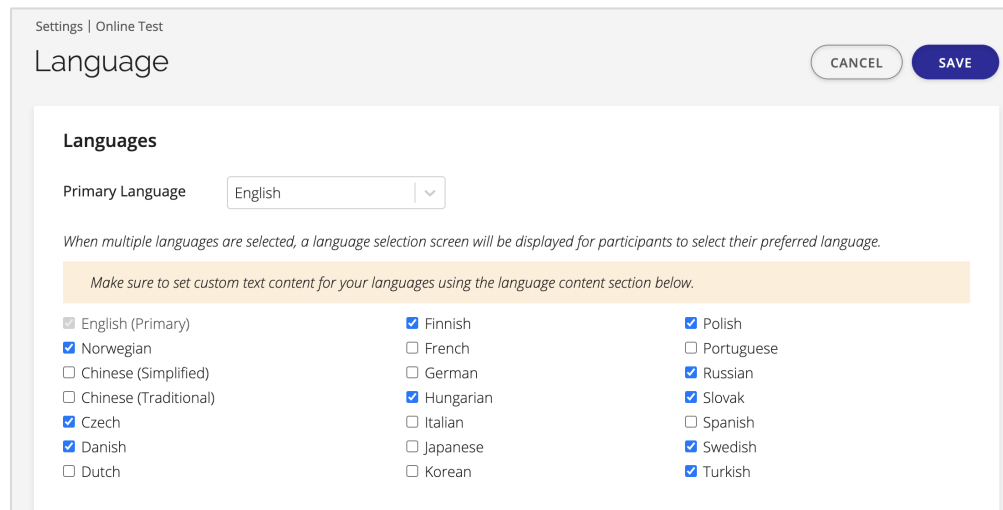 Settings | Online Test
Language
CANCEL
SAVE
Languages
Primary Language
English
When multiple languages are selected, a language selection screen will be displayed for participants to select their preferred language.
Make sure to set custom text content for your languages using the language content section below.
English (Primary)
Norwegian
Chinese (Simplified)
Chinese (Traditional)
Czech
Danish
Dutch
Finnish
French
German
Hungarian
Italian
Japanese
Korean
Polish
Portuguese
Russian
Slovak
Spanish
Swedish
Turkish